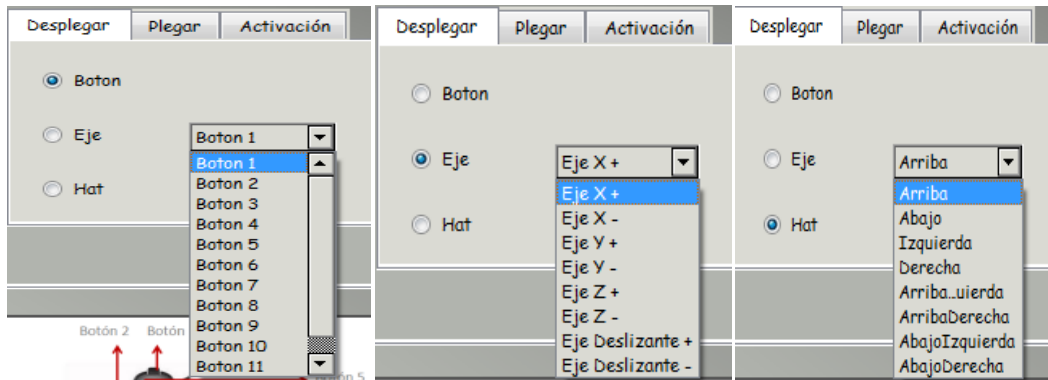 Desplegar Plegar Activación
Boton
Eje
Hat
Boton 1
Boton 1
Boton 2
Boton 3
Boton 4
Boton 5
Boton 6
Boton 7
Boton 8
Boton 9
Boton 10
Boton 11
Botón 2 Botón
ón 5
Desplegar Plegar Activación
Boton
Eje
Hat
Eje X +
Eje X +
Eje X -
Eje Y +
Eje Y -
Eje Z +
Eje Z -
Eje Deslizante +
Eje Deslizante -
Desplegar Plegar Activación
Boton
Eje
Hat
Arriba
Arriba
Abajo
Izquierda
Derecha
Arriba...uierda
ArribaDerecha
AbajoIzquierda
AbajoDerecha